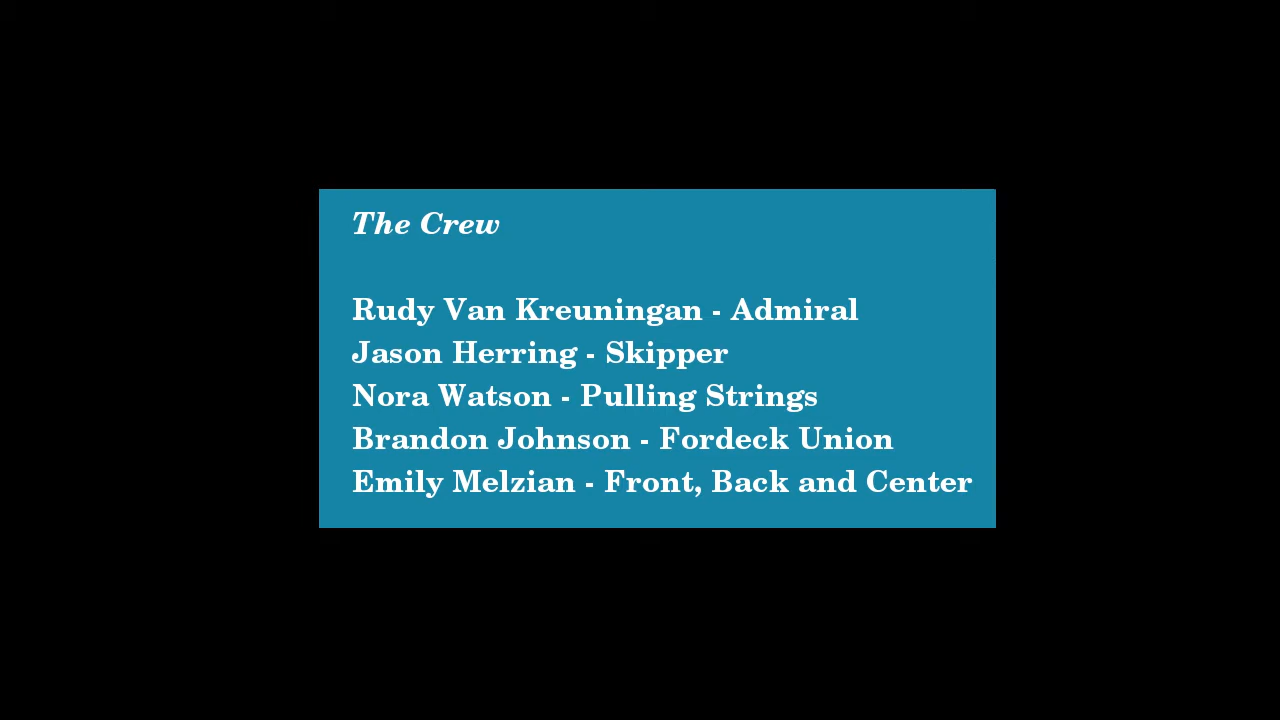 The Crew
Rudy Van Kreuningan - Admiral
Jason Herring - Skipper
Nora Watson - Pulling Strings
Brandon Johnson - Fordeck Union
Emily Melzian - Front, Back and Center